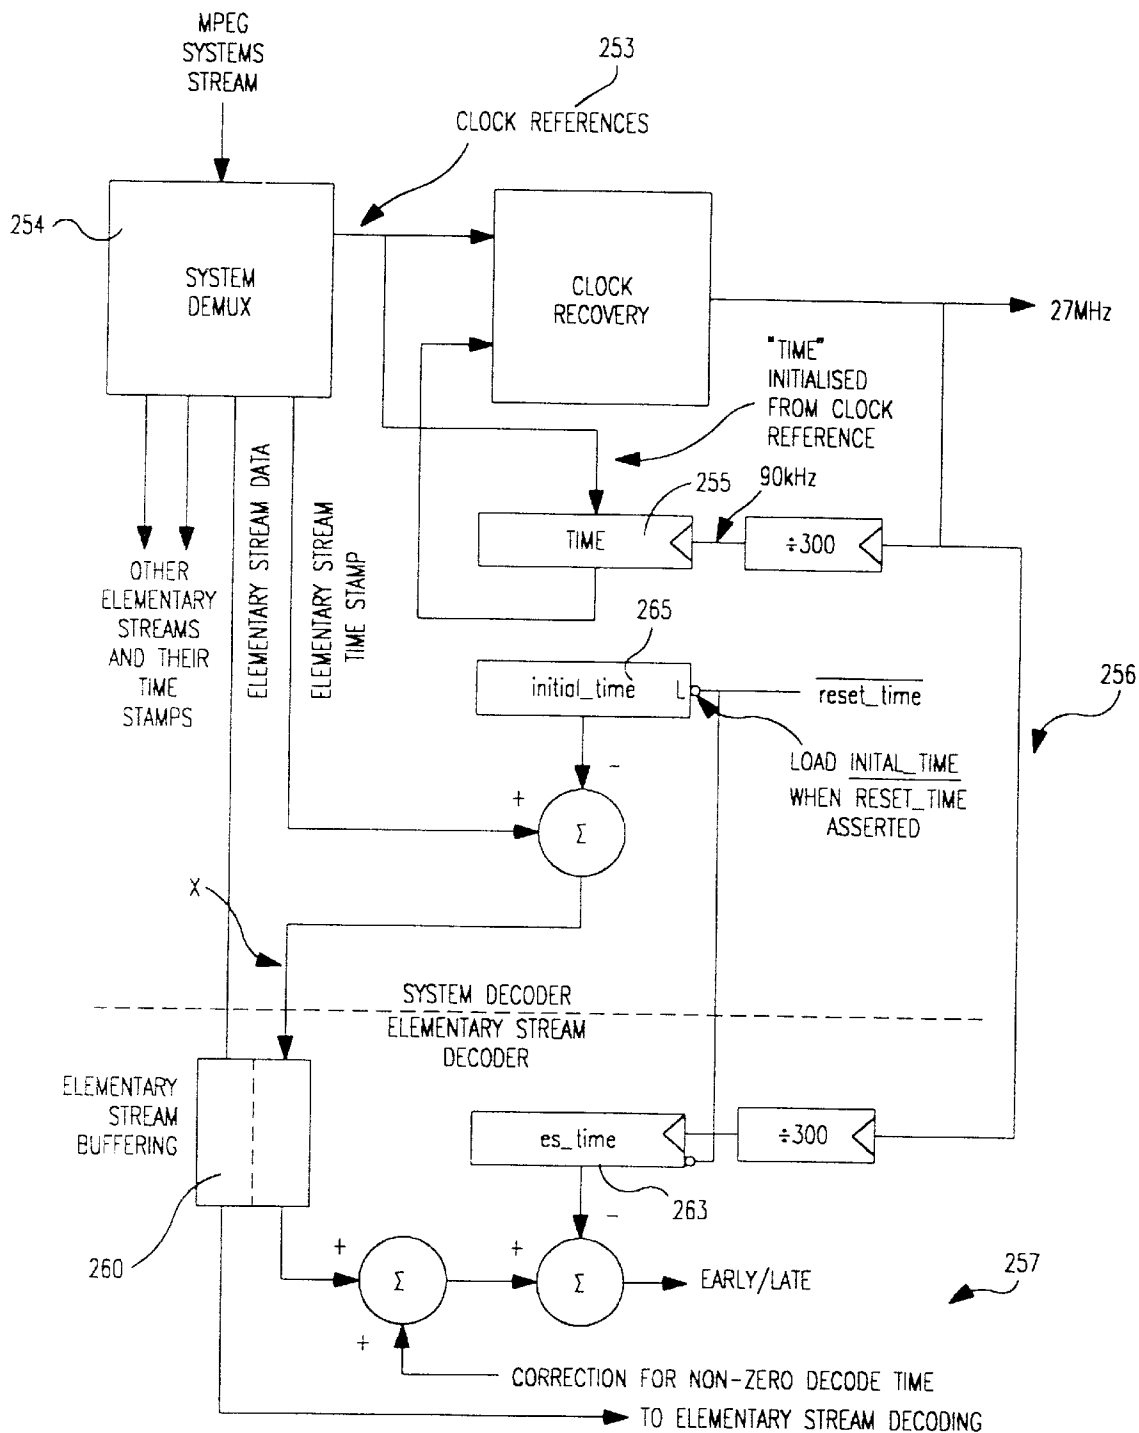 MPEG
SYSTEMS
STREAM
253
CLOCK REFERENCES
254
SYSTEM
DEMUX
CLOCK
RECOVERY
27MHz
"TIME"
INITIALISED
FROM CLOCK
REFERENCE
255
90kHz
TIME
÷300
OTHER
ELEMENTARY
STREAMS
AND THEIR
TIME
STAMPS
ELEMENTARY STREAM DATA
ELEMENTARY STREAM
TIME STAMP
265
initial_time L
reset_time
256
LOAD INITAL_TIME
WHEN RESET_TIME
ASSERTED
-
+
Σ
X
SYSTEM DECODER
ELEMENTARY STREAM
DECODER
ELEMENTARY
STREAM
BUFFERING
es_time
÷300
263
-
260
+
Σ
+
Σ
EARLY/LATE
257
+
CORRECTION FOR NON-ZERO DECODE TIME
TO ELEMENTARY STREAM DECODING